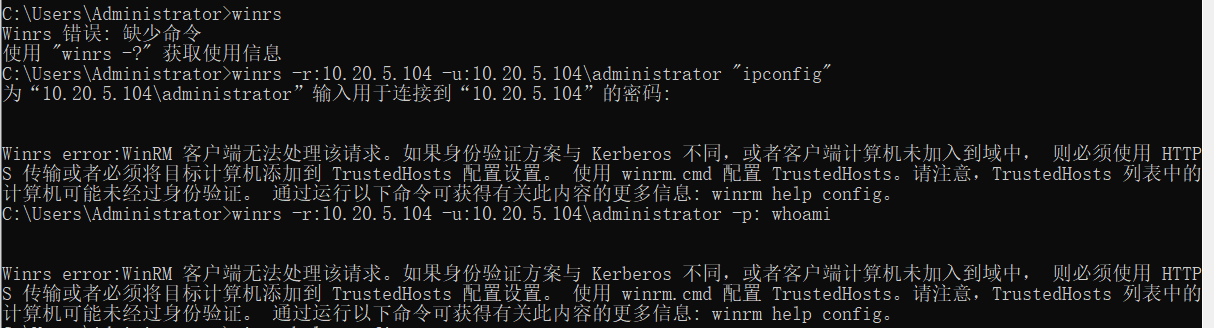 C:\Users\Administrator>winrs
Winrs 错误: 缺少命令
使用 "winrs -?" 获取使用信息
C:\Users\Administrator>winrs -r:10.20.5.104 -u:10.20.5.104\administrator "ipconfig"
为“10.20.5.104\administrator”输入用于连接到“10.20.5.104”的密码:
Winrs error:WinRM 客户端无法处理该请求。如果身份验证方案与 Kerberos 不同，或者客户端计算机未加入到域中， 则必须使用 HTTP
S 传输或者必须将目标计算机添加到 TrustedHosts 配置设置。 使用 winrm.cmd 配置 TrustedHosts。请注意，TrustedHosts 列表中的
计算机可能未经过身份验证。 通过运行以下命令可获得有关此内容的更多信息: winrm help config。
C:\Users\Administrator>winrs -r:10.20.5.104 -u:10.20.5.104\administrator -p: whoami
Winrs error:WinRM 客户端无法处理该请求。如果身份验证方案与 Kerberos 不同，或者客户端计算机未加入到域中， 则必须使用 HTTP
S 传输或者必须将目标计算机添加到 TrustedHosts 配置设置。 使用 winrm.cmd 配置 TrustedHosts。请注意，TrustedHosts 列表中的
计算机可能未经过身份验证。 通过运行以下命令可获得有关此内容的更多信息: winrm help config。